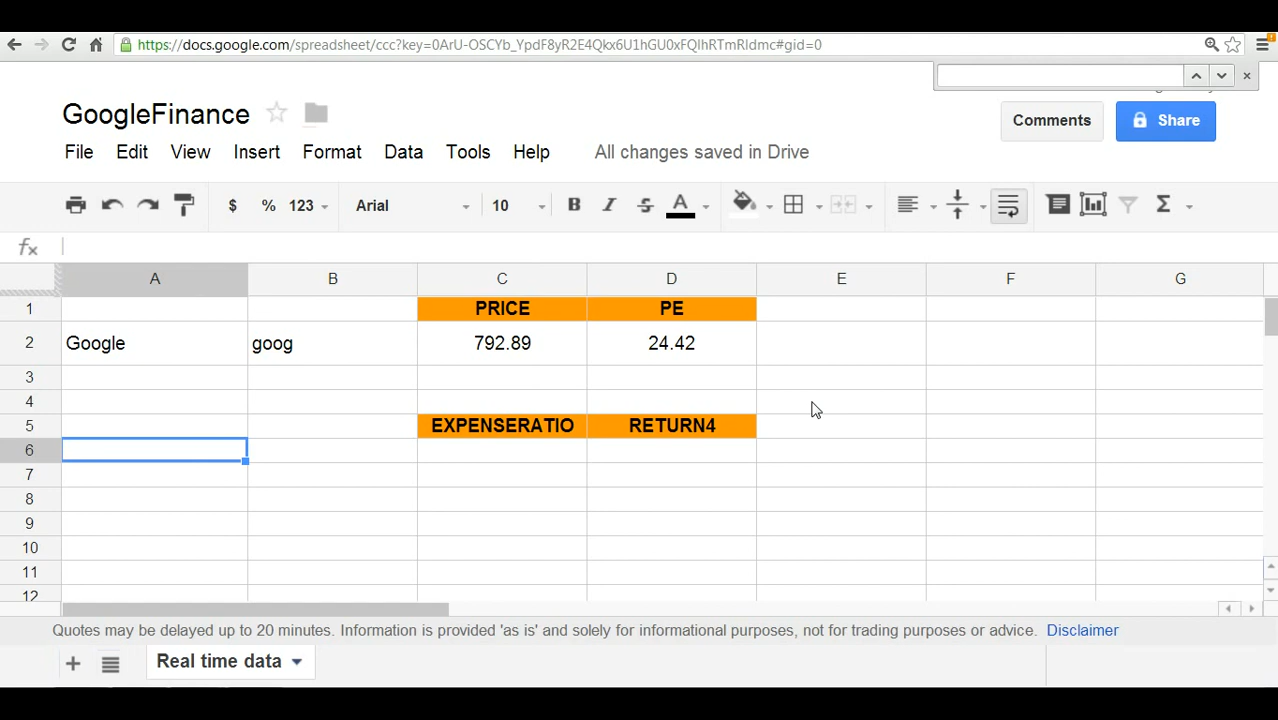 https://docs.google.com/spreadsheet/ccc?key=0ArU-OSCYb_YpdF8yR2E4Qkx6U1hGU0xFQlhRTmRldmc#gid=0
GoogleFinance
Comments
Share
File Edit View Insert Format Data Tools Help All changes saved in Drive
$ % 123 Arial 10 B I S A Σ
fx
A B C D E F G
1 PRICE PE
2 Google goog 792.89 24.42
3
4
5 EXPENSERATIO RETURN4
6
7
8
9
10
11
12
Quotes may be delayed up to 20 minutes. Information is provided 'as is' and solely for informational purposes, not for trading purposes or advice. Disclaimer
Real time data